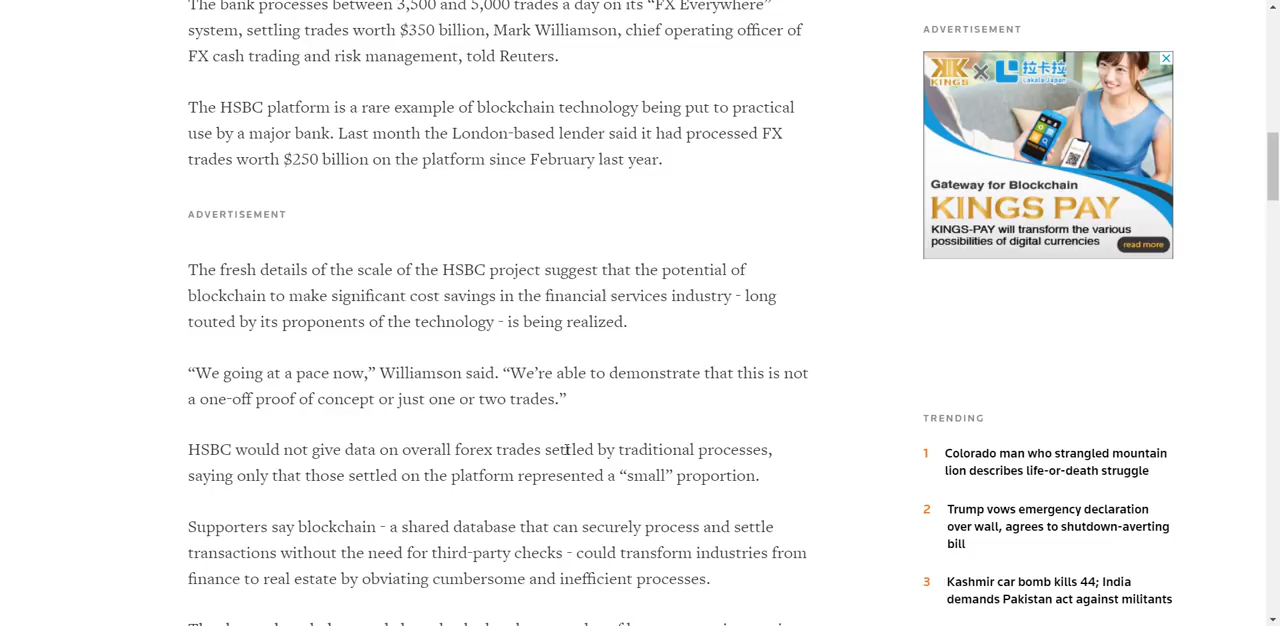 The bank processes between 3,500 and 5,000 trades a day on its “FX Everywhere”
system, settling trades worth $350 billion, Mark Williamson, chief operating officer of
FX cash trading and risk management, told Reuters.
The HSBC platform is a rare example of blockchain technology being put to practical
use by a major bank. Last month the London-based lender said it had processed FX
trades worth $250 billion on the platform since February last year.
ADVERTISEMENT
The fresh details of the scale of the HSBC project suggest that the potential of
blockchain to make significant cost savings in the financial services industry - long
touted by its proponents of the technology - is being realized.
“We going at a pace now,” Williamson said. “We’re able to demonstrate that this is not
a one-off proof of concept or just one or two trades.”
HSBC would not give data on overall forex trades settled by traditional processes,
saying only that those settled on the platform represented a “small” proportion.
Supporters say blockchain - a shared database that can securely process and settle
transactions without the need for third-party checks - could transform industries from
finance to real estate by obviating cumbersome and inefficient processes.
ADVERTISEMENT
KINGS
拉卡拉
Lakala Japan
Gateway for Blockchain
KINGS PAY
KINGS-PAY will transform the various
possibilities of digital currencies
read more
TRENDING
1 Colorado man who strangled mountain
lion describes life-or-death struggle
2 Trump vows emergency declaration
over wall, agrees to shutdown-averting
bill
3 Kashmir car bomb kills 44; India
demands Pakistan act against militants